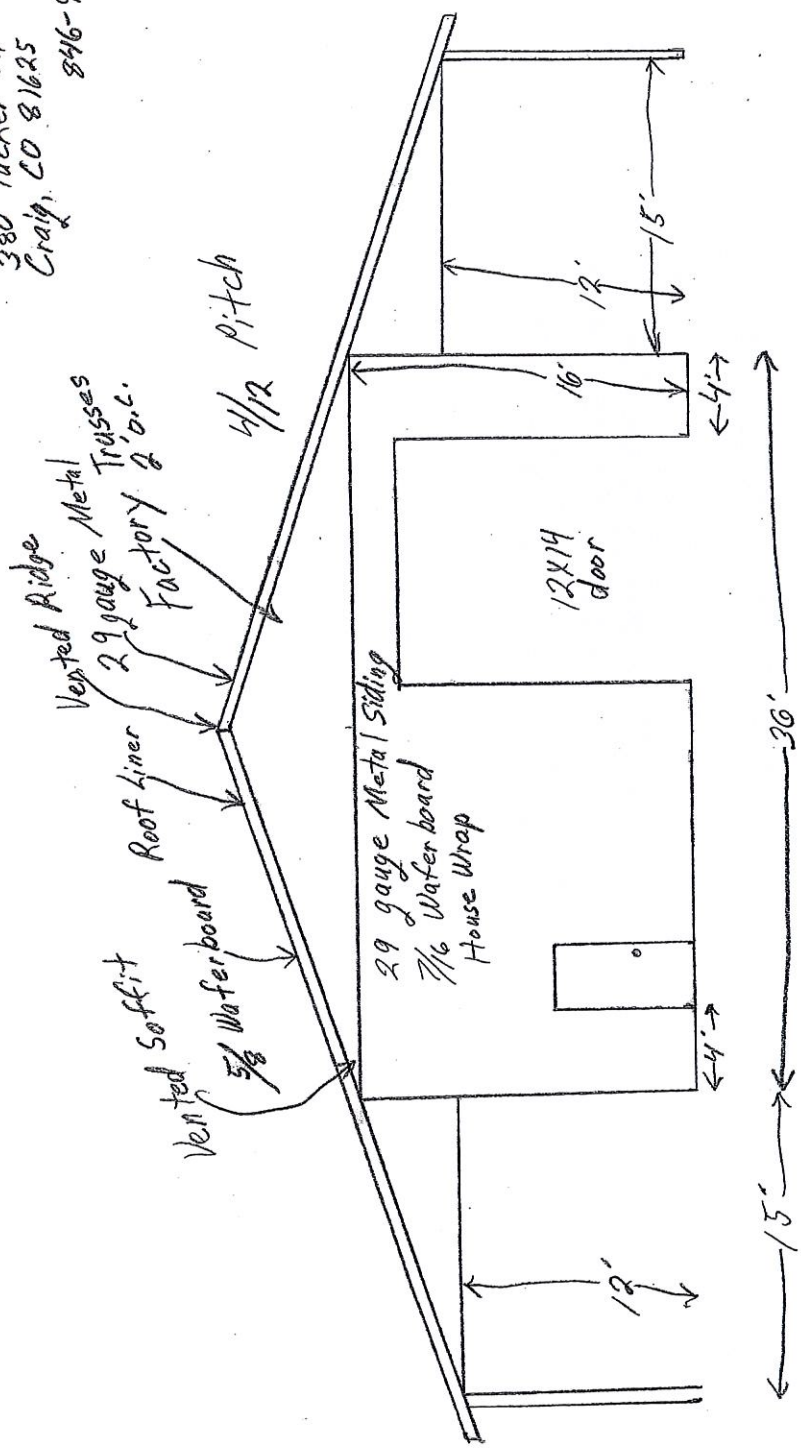 380
Craig, CO 81625
846-
Vented Ridge
29 gauge Metal
Factory Trusses
2' o.c.
4/12 Pitch
Roof Liner
Vented Soffit
5/8 Waferboard
29 gauge Metal Siding
7/16 Waferboard
House Wrap
12X14
door
16'
12'
15'
4'
4'
12'
15'
36'